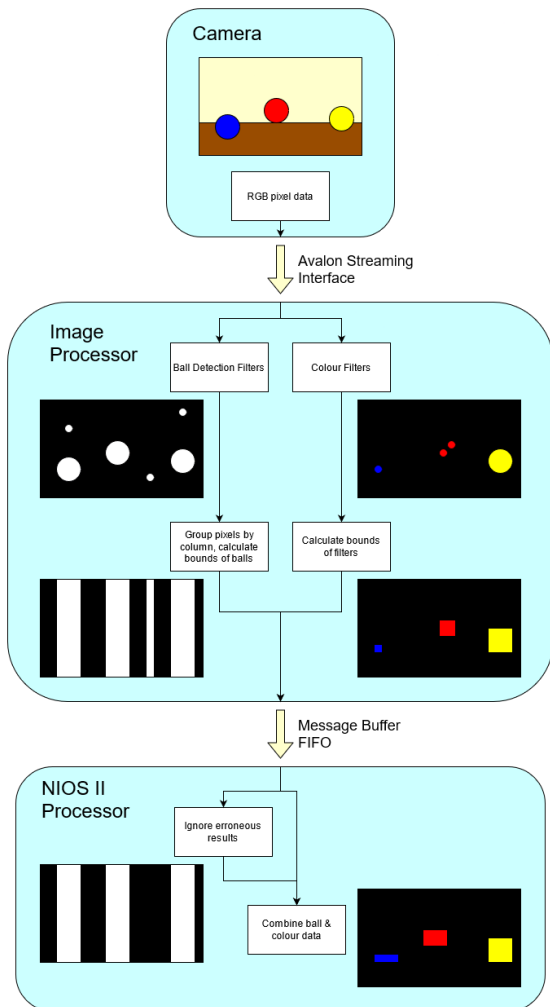 Camera
RGB pixel data
Avalon Streaming
Interface
Image
Processor
Ball Detection Filters
Colour Filters
Group pixels by
column, calculate
bounds of balls
Calculate bounds
of filters
Message Buffer
FIFO
NIOS II
Processor
Ignore erroneous
results
Combine ball &
colour data